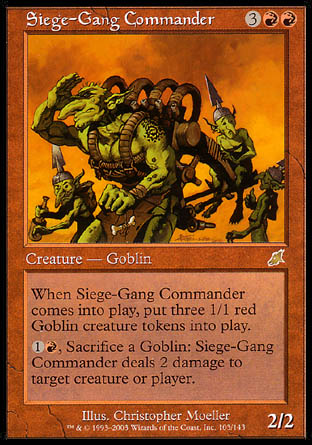 Siege-Gang Commander 3
Creature — Goblin
When Siege-Gang Commander
comes into play, put three 1/1 red
Goblin creature tokens into play.
1, Sacrifice a Goblin: Siege-Gang
Commander deals 2 damage to
target creature or player.
2/2
Illus. Christopher Moeller
™ & © 1993-2003 Wizards of the Coast, Inc. 103/143